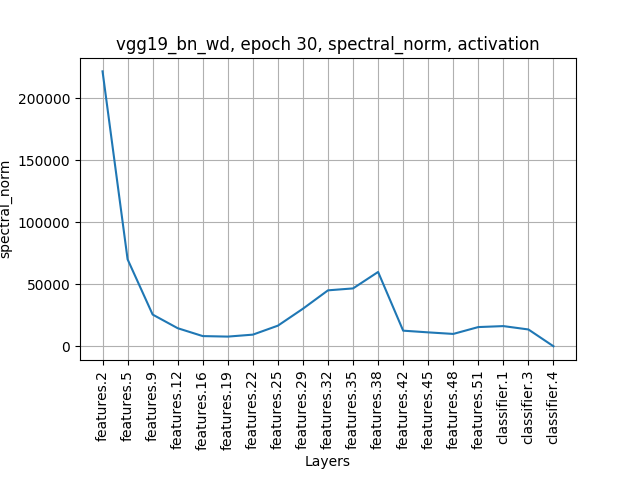 vgg19_bn_wd, epoch 30, spectral_norm, activation
spectral_norm
200000
150000
100000
50000
0
features.2
features.5
features.9
features.12
features.16
features.19
features.22
features.25
features.29
features.32
features.35
features.38
features.42
features.45
features.48
features.51
classifier.1
classifier.3
classifier.4
Layers